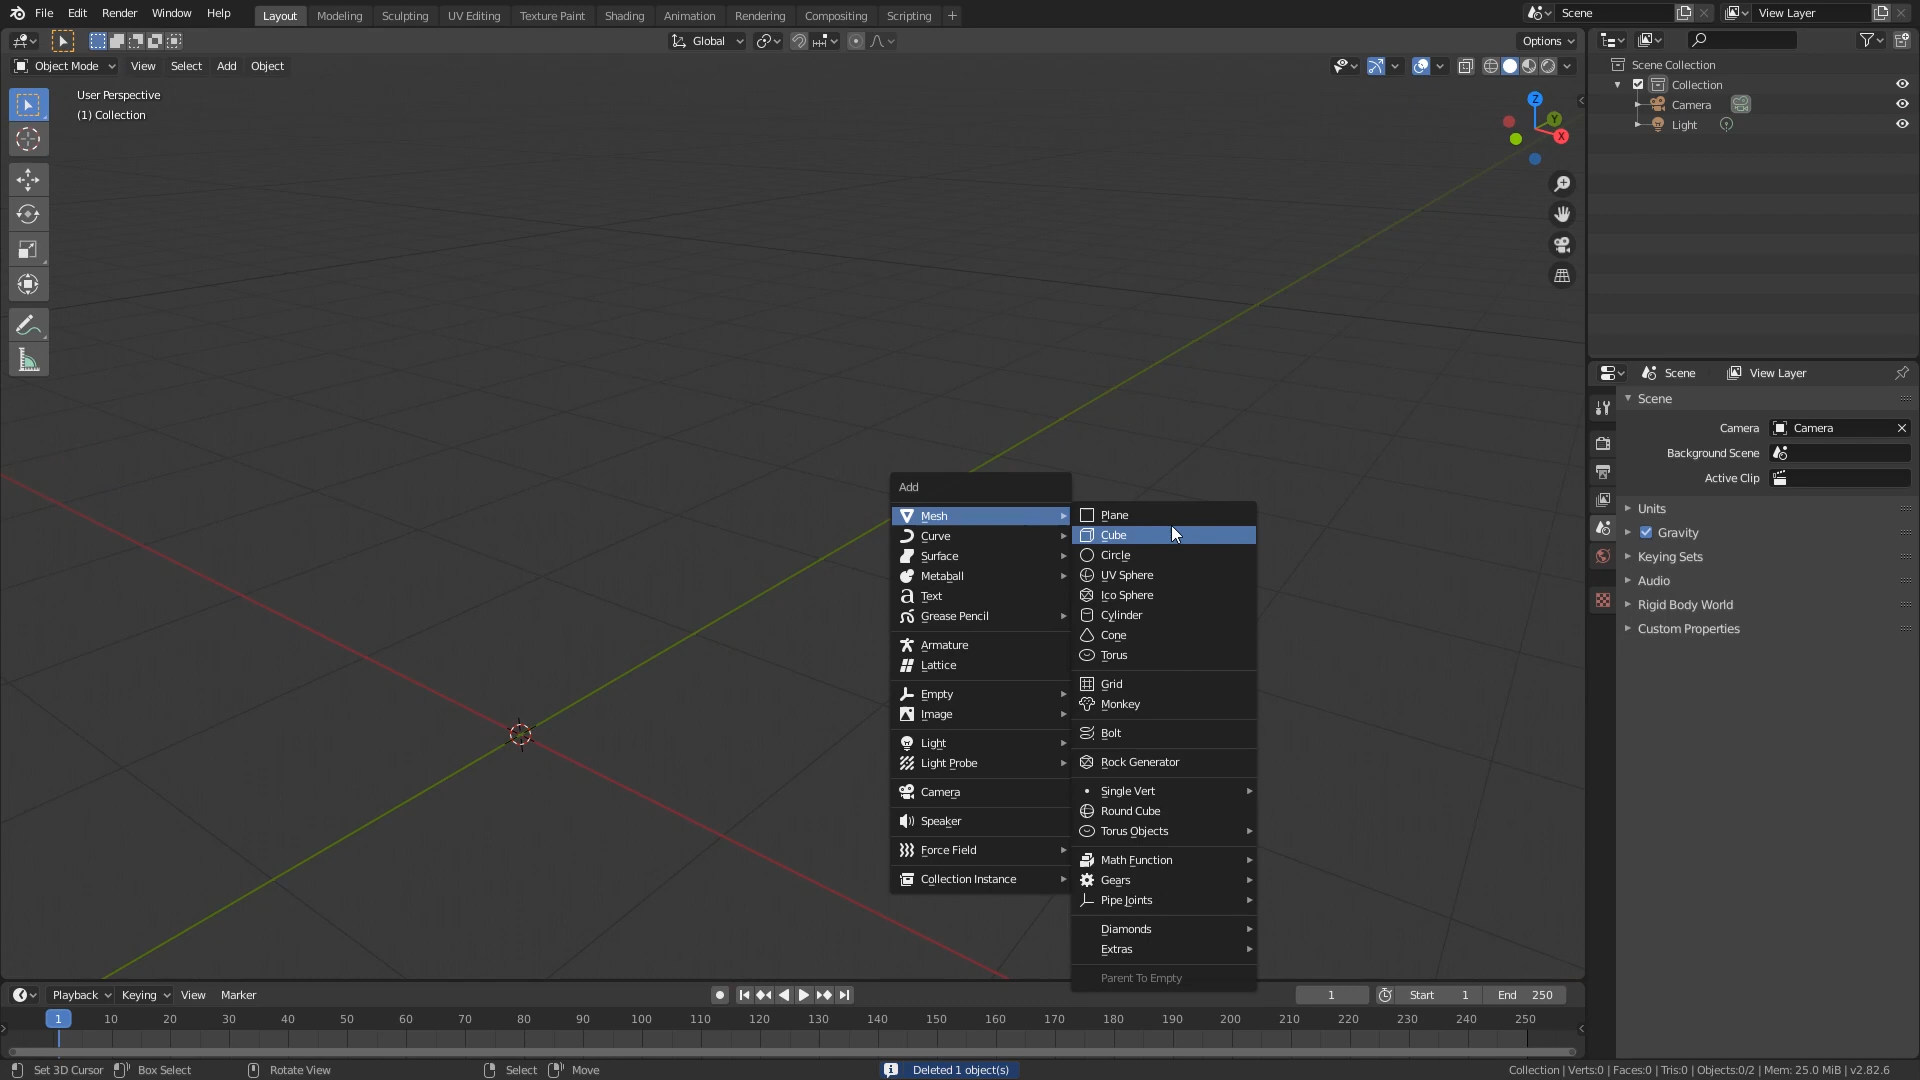 File Edit Render Window Help Layout Modeling Sculpting UV Editing Texture Paint Shading Animation Rendering Compositing Scripting + Scene View Layer
Global Options
Object Mode View Select Add Object
User Perspective
(1) Collection
Z
Y
X
Scene Collection
Collection
Camera
Light
Scene View Layer
Scene
Camera Camera
Background Scene
Active Clip
Units
Gravity
Keying Sets
Audio
Rigid Body World
Custom Properties
Add
Mesh
Curve
Surface
Metaball
Text
Grease Pencil
Armature
Lattice
Empty
Image
Light
Light Probe
Camera
Speaker
Force Field
Collection Instance
Plane
Cube
Circle
UV Sphere
Ico Sphere
Cylinder
Cone
Torus
Grid
Monkey
Bolt
Rock Generator
Single Vert
Round Cube
Torus Objects
Math Function
Gears
Pipe Joints
Diamonds
Extras
Parent To Empty
Playback Keying View Marker 1 Start 1 End 250
1 10 20 30 40 50 60 70 80 90 100 110 120 130 140 150 160 170 180 190 200 210 220 230 240 250
Set 3D Cursor Box Select Rotate View Select Move Deleted 1 object(s) Collection | Verts:0 | Faces:0 | Tris:0 | Objects:0/2 | Mem: 25.0 MiB | v2.82.6